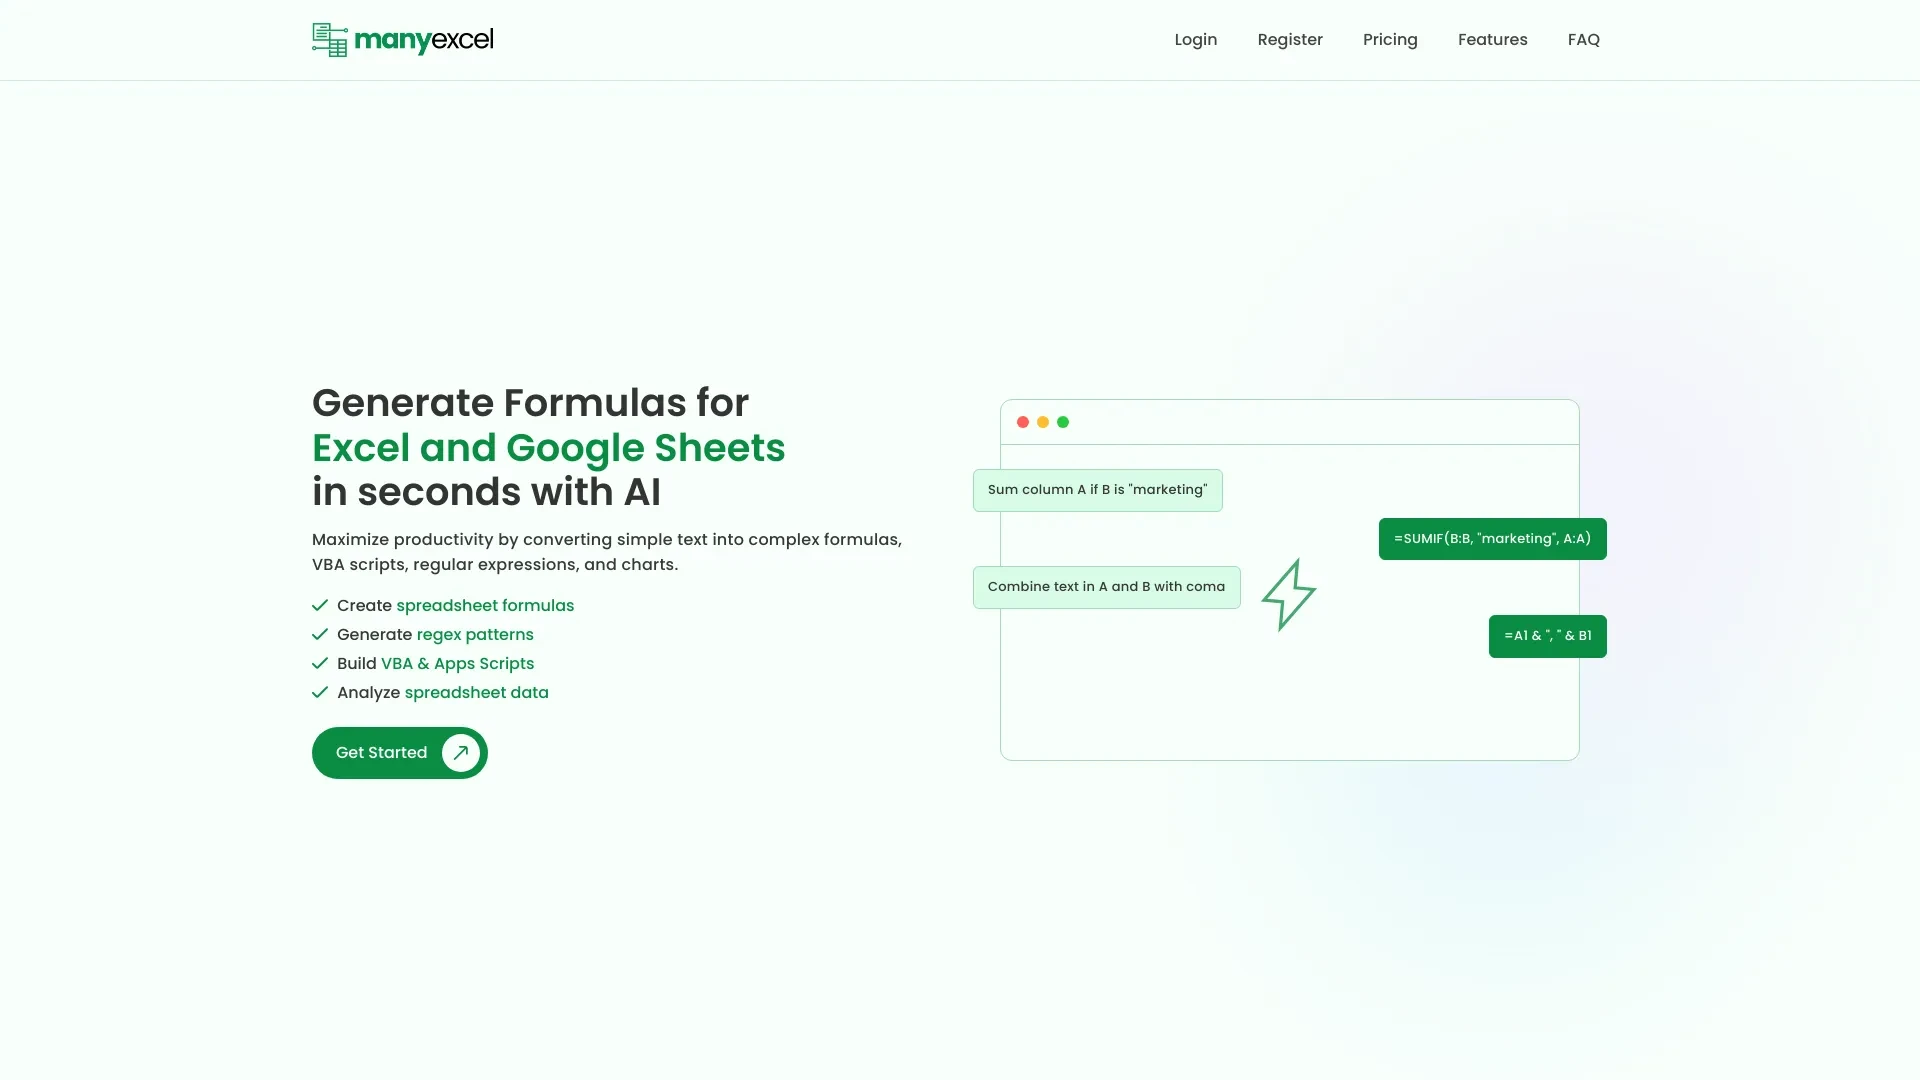 manyexcel
Login
Register
Pricing
Features
FAQ
Generate Formulas for
Excel and Google Sheets
in seconds with AI
Maximize productivity by converting simple text into complex formulas,
VBA scripts, regular expressions, and charts.
Create spreadsheet formulas
Generate regex patterns
Build VBA & Apps Scripts
Analyze spreadsheet data
Get Started
Sum column A if B is "marketing"
=SUMIF(B:B, "marketing", A:A)
Combine text in A and B with coma
=A1 & ", " & B1